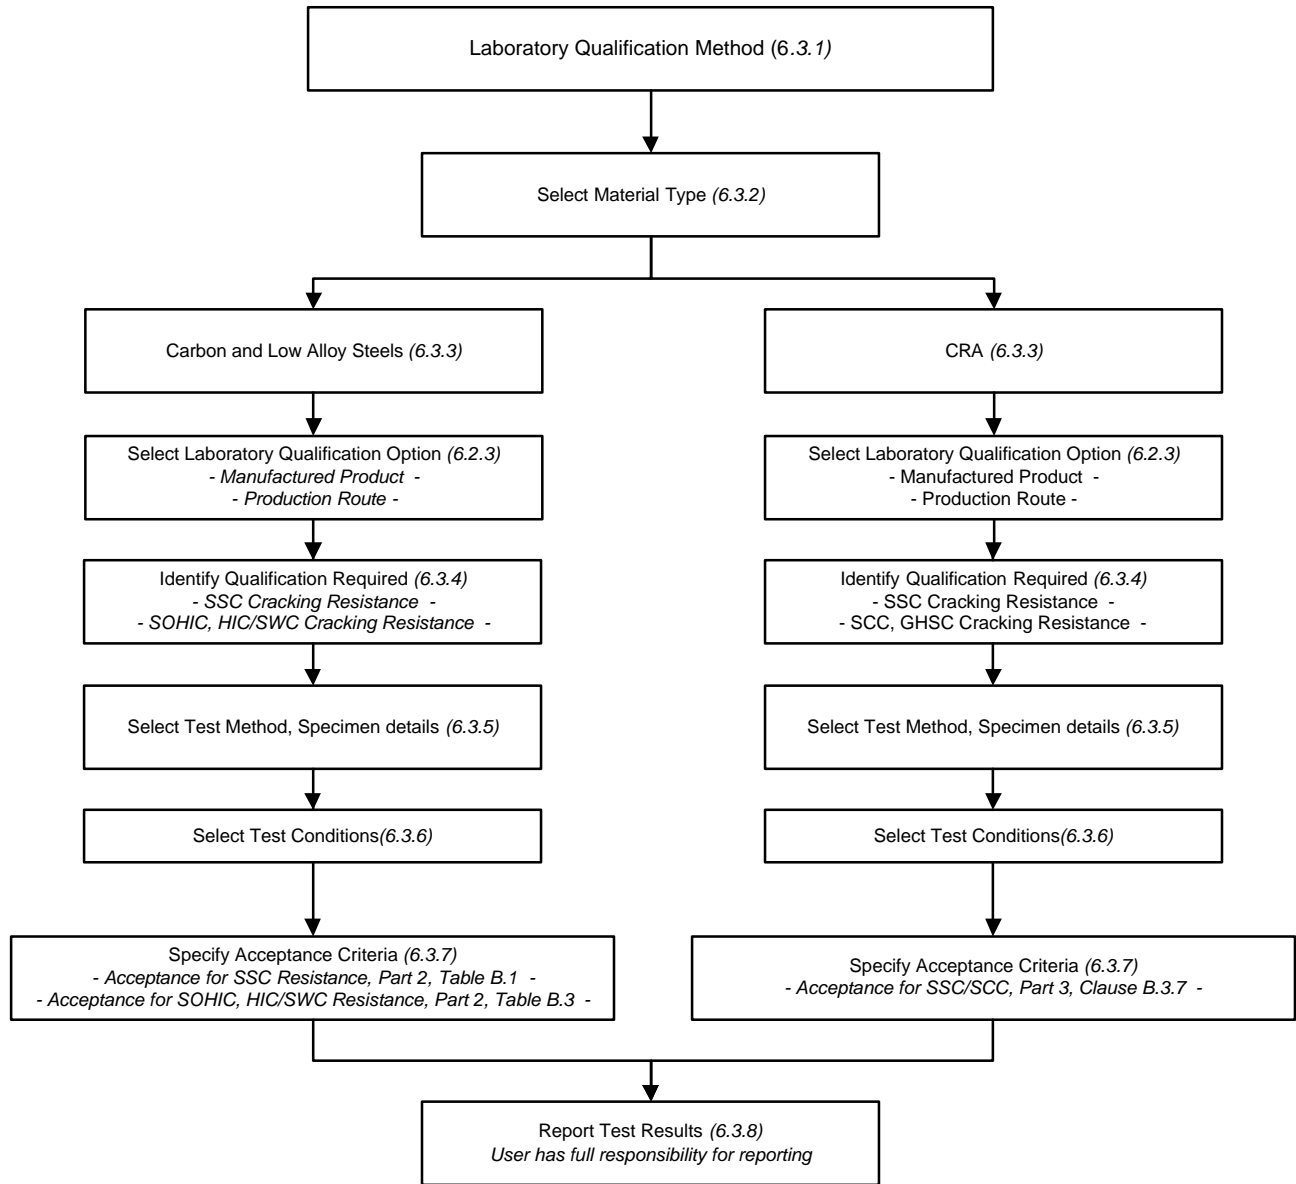 Laboratory Qualification Method (6.3.1)
Select Material Type (6.3.2)
Carbon and Low Alloy Steels (6.3.3)
Select Laboratory Qualification Option (6.2.3)
- Manufactured Product -
- Production Route -
Identify Qualification Required (6.3.4)
- SSC Cracking Resistance -
- SOHIC, HIC/SWC Cracking Resistance -
Select Test Method, Specimen details (6.3.5)
Select Test Conditions(6.3.6)
Specify Acceptance Criteria (6.3.7)
- Acceptance for SSC Resistance, Part 2, Table B.1 -
- Acceptance for SOHIC, HIC/SWC Resistance, Part 2, Table B.3 -
CRA (6.3.3)
Select Laboratory Qualification Option (6.2.3)
- Manufactured Product -
- Production Route -
Identify Qualification Required (6.3.4)
- SSC Cracking Resistance -
- SCC, GHSC Cracking Resistance -
Select Test Method, Specimen details (6.3.5)
Select Test Conditions(6.3.6)
Specify Acceptance Criteria (6.3.7)
- Acceptance for SSC/SCC, Part 3, Clause B.3.7 -
Report Test Results (6.3.8)
User has full responsibility for reporting